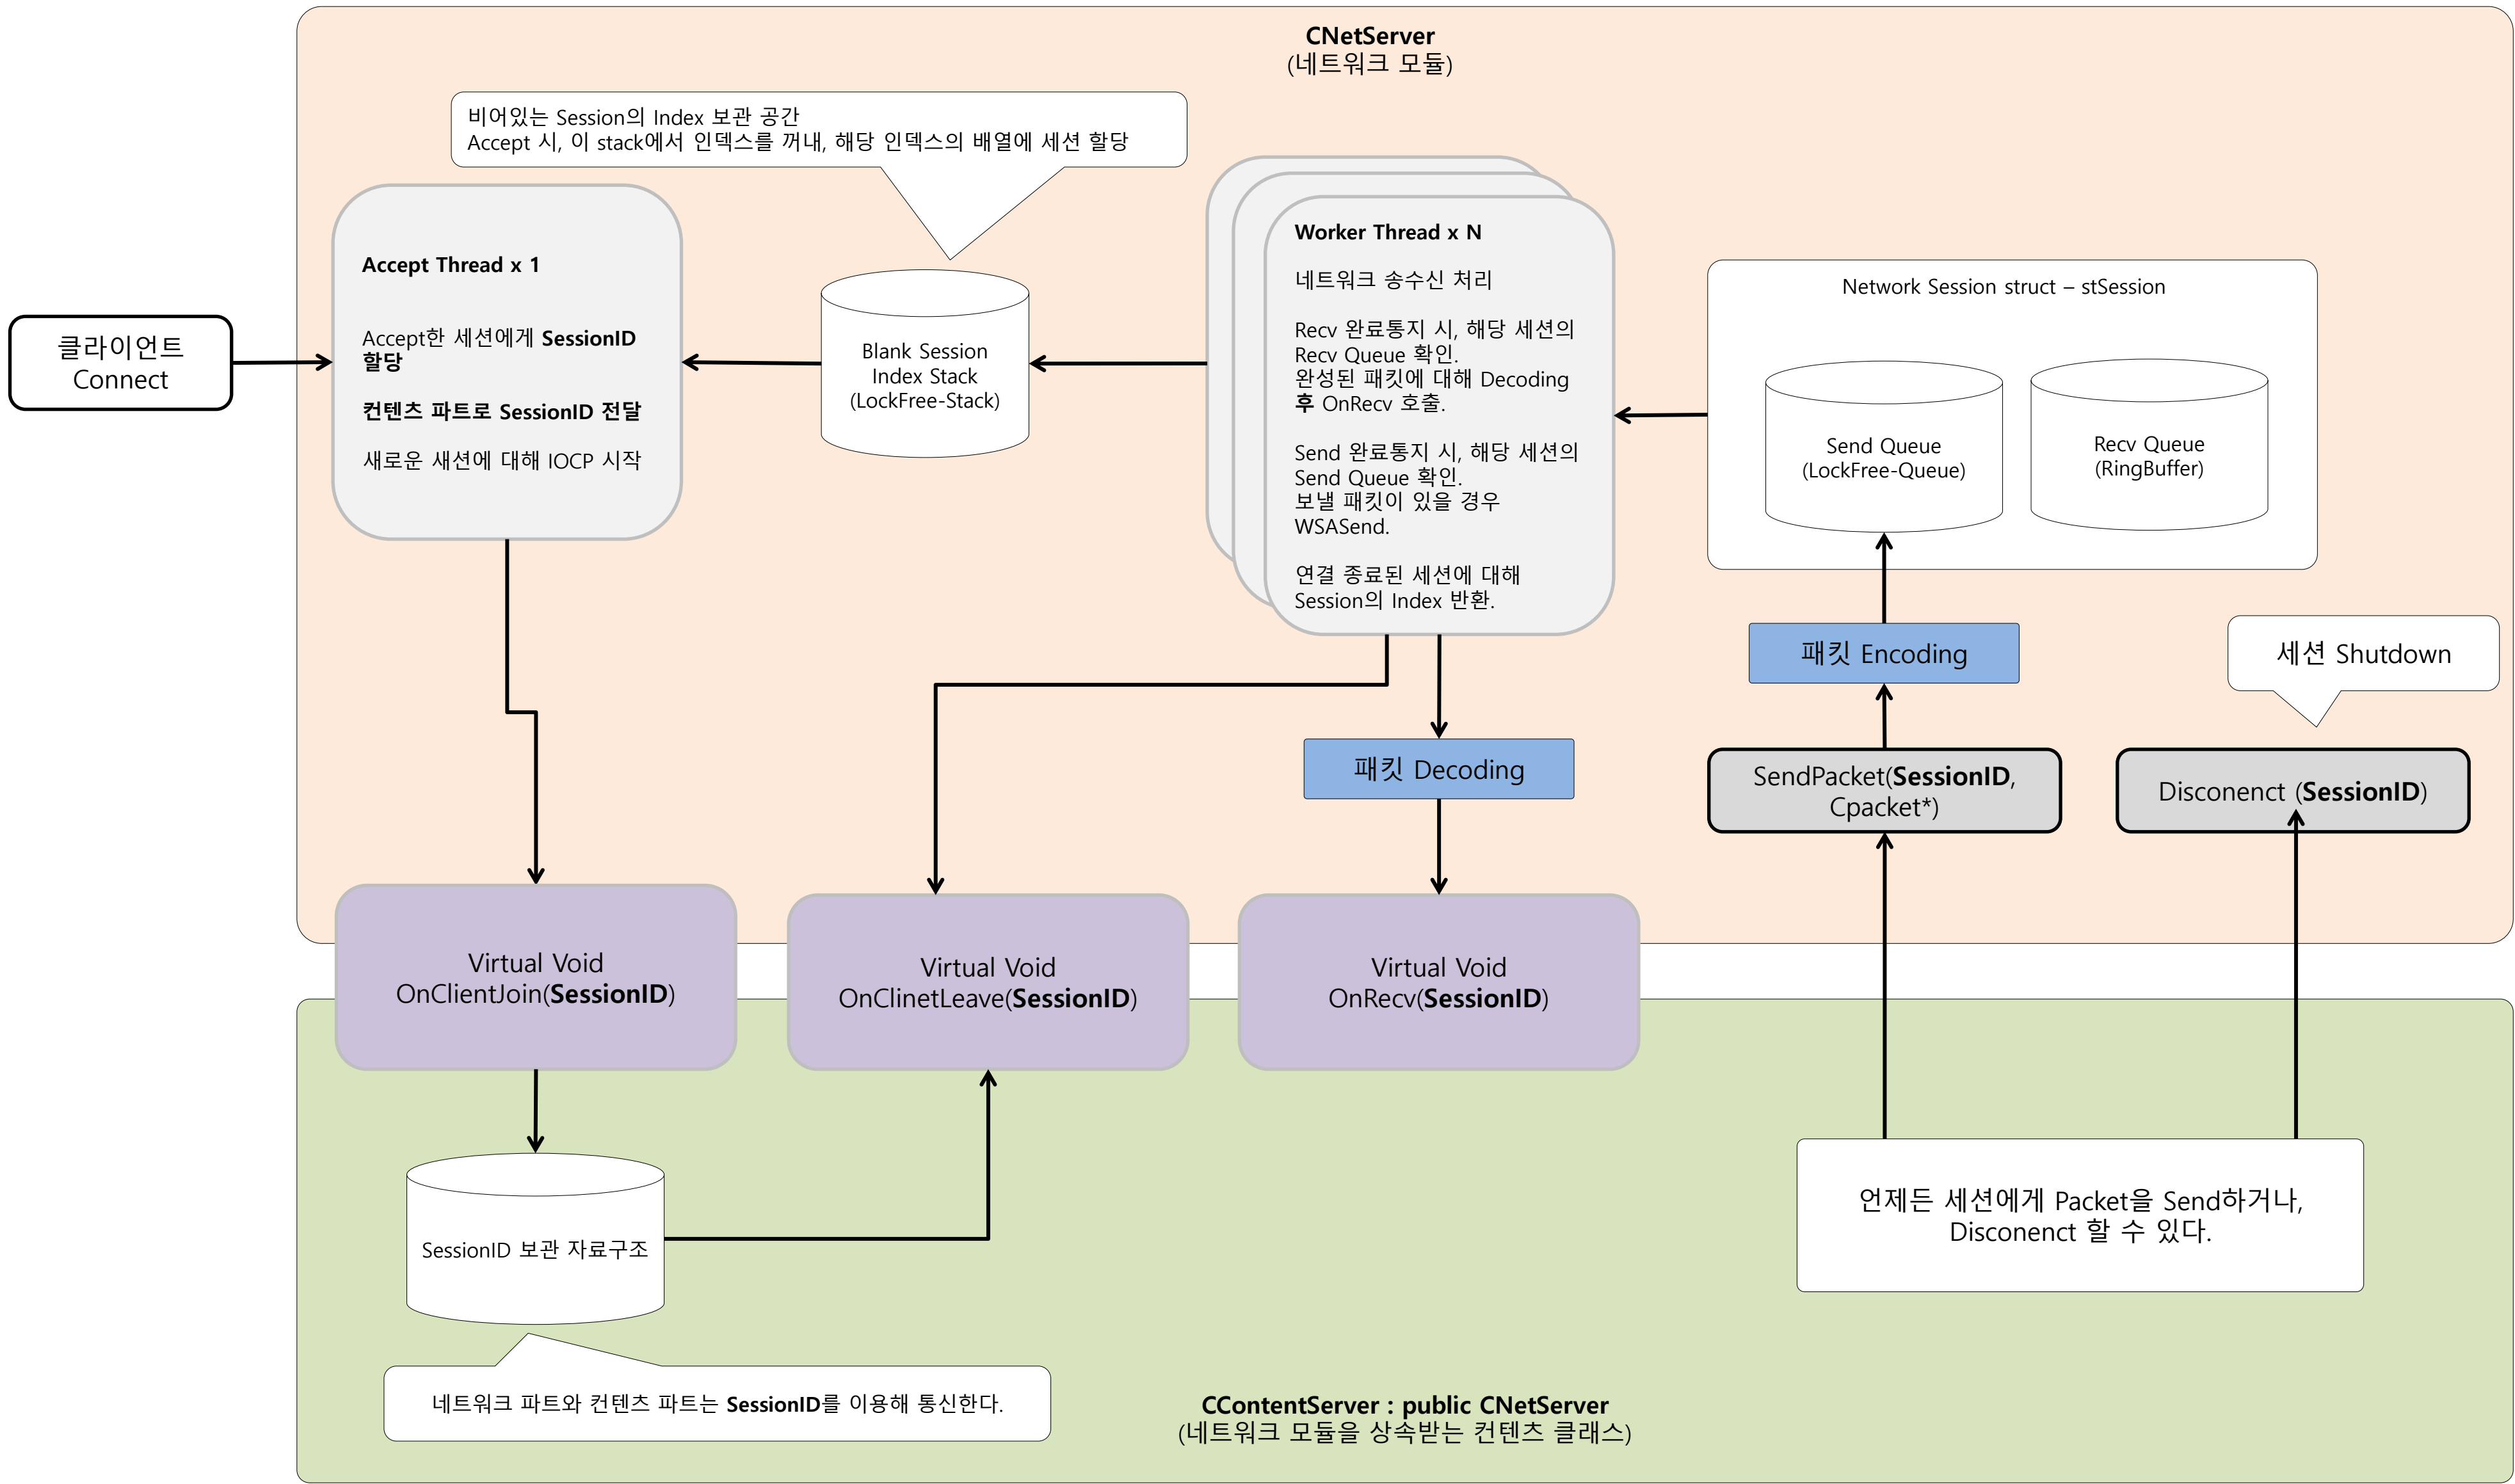 CNetServer
(네트워크 모듈)
비어있는 Session의 Index 보관 공간
Accept 시, 이 stack에서 인덱스를 꺼내, 해당 인덱스의 배열에 세션 할당
클라이언트
Connect
Accept Thread x 1
Accept한 세션에게 SessionID
할당
컨텐츠 파트로 SessionID 전달
새로운 새션에 대해 IOCP 시작
Blank Session
Index Stack
(LockFree-Stack)
Worker Thread x N
네트워크 송수신 처리
Recv 완료통지 시, 해당 세션의
Recv Queue 확인.
완성된 패킷에 대해 Decoding
후 OnRecv 호출.
Send 완료통지 시, 해당 세션의
Send Queue 확인.
보낼 패킷이 있을 경우
WSASend.
연결 종료된 세션에 대해
Session의 Index 반환.
Network Session struct – stSession
Send Queue
(LockFree-Queue)
Recv Queue
(RingBuffer)
패킷 Encoding
세션 Shutdown
패킷 Decoding
SendPacket(SessionID,
Cpacket*)
Disconenct (SessionID)
Virtual Void
OnClientJoin(SessionID)
Virtual Void
OnClinetLeave(SessionID)
Virtual Void
OnRecv(SessionID)
SessionID 보관 자료구조
언제든 세션에게 Packet을 Send하거나,
Disconenct 할 수 있다.
네트워크 파트와 컨텐츠 파트는 SessionID를 이용해 통신한다.
CContentServer : public CNetServer
(네트워크 모듈을 상속받는 컨텐츠 클래스)